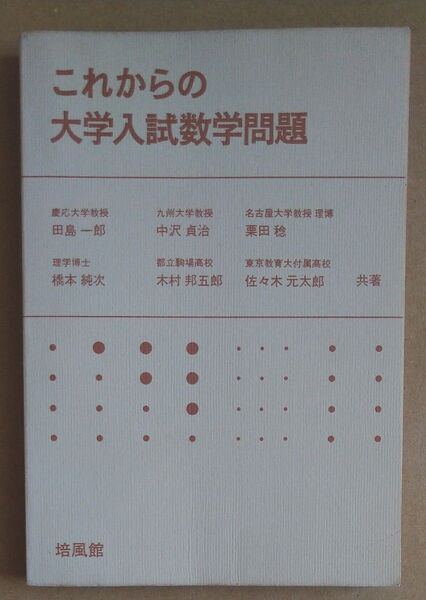 これからの
大学入試数学問題
慶応大学教授 九州大学教授 名古屋大学教授 理博
田島 一郎 中沢 貞治 栗田 稔
理学博士 都立駒場高校 東京教育大付属高校
橋本 純次 木村 邦五郎 佐々木 元太郎 共著
培風館